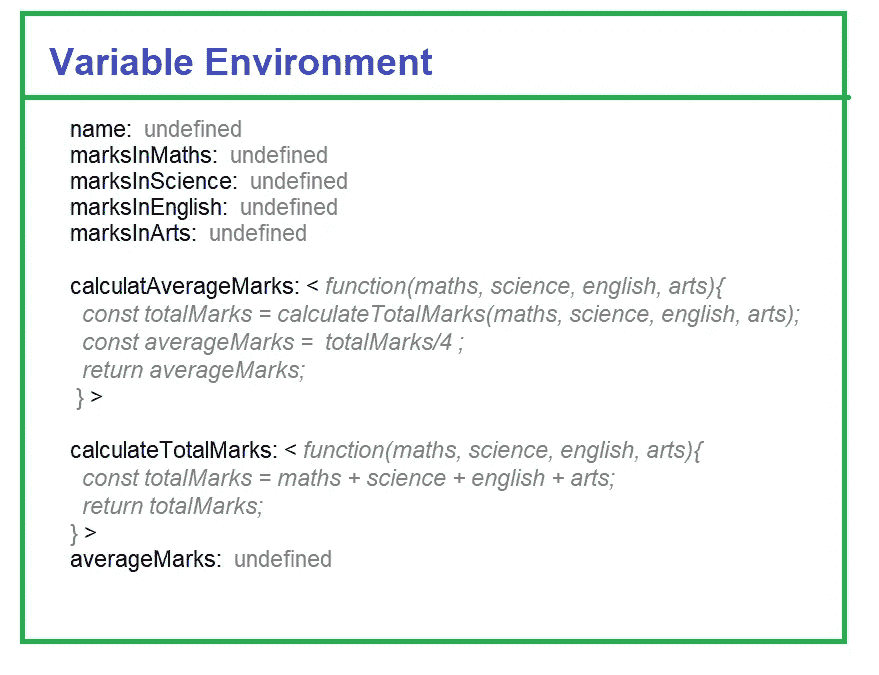 Variable Environment
name: undefined
marksInMaths: undefined
marksInScience: undefined
marksInEnglish: undefined
marksInArts: undefined
calculatAverageMarks: < function(maths, science, english, arts){
const totalMarks = calculateTotalMarks(maths, science, english, arts);
const averageMarks = totalMarks/4 ;
return averageMarks;
} >
calculateTotalMarks: < function(maths, science, english, arts){
const totalMarks = maths + science + english + arts;
return totalMarks;
} >
averageMarks: undefined